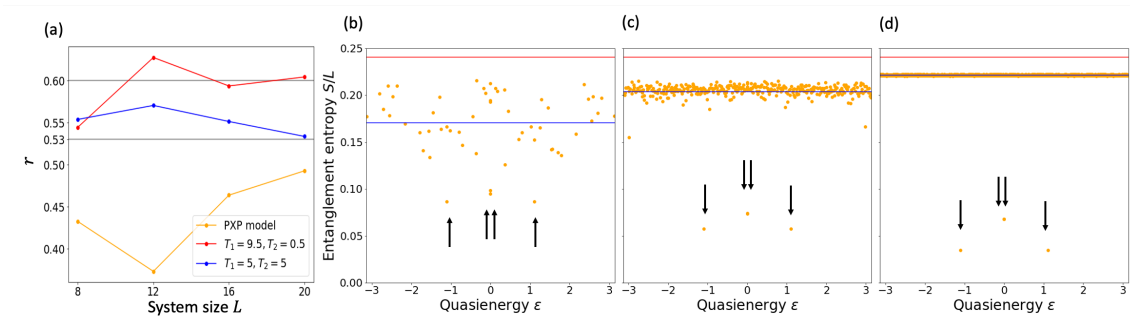 (a)
(b)
(c)
(d)
r
0.60
0.55
0.53
0.50
0.45
0.40
PXP model
T₁ = 9.5, T₂ = 0.5
T₁ = 5, T₂ = 5
8
12
16
20
System size L
Entanglement entropy S/L
0.25
0.20
0.15
0.10
0.05
0.00
−3
−2
−1
0
1
2
3
Quasienergy ε
−3
−2
−1
0
1
2
3
Quasienergy ε
−3
−2
−1
0
1
2
3
Quasienergy ε